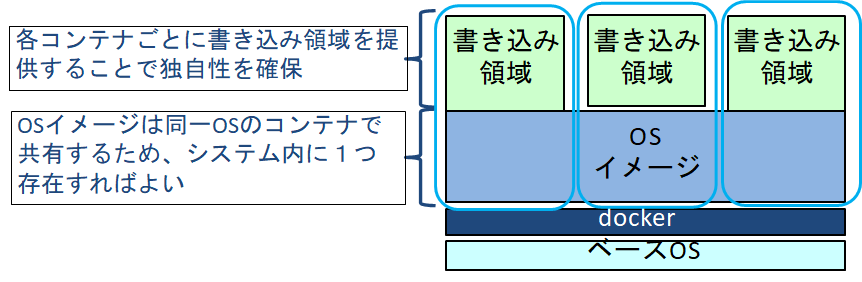 各コンテナごとに書き込み領域を提
供することで独自性を確保
OSイメージは同一OSのコンテナで
共有するため、システム内に１つ
存在すればよい
書き込み
領域
書き込み
領域
書き込み
領域
OS
イメージ
docker
ベースOS